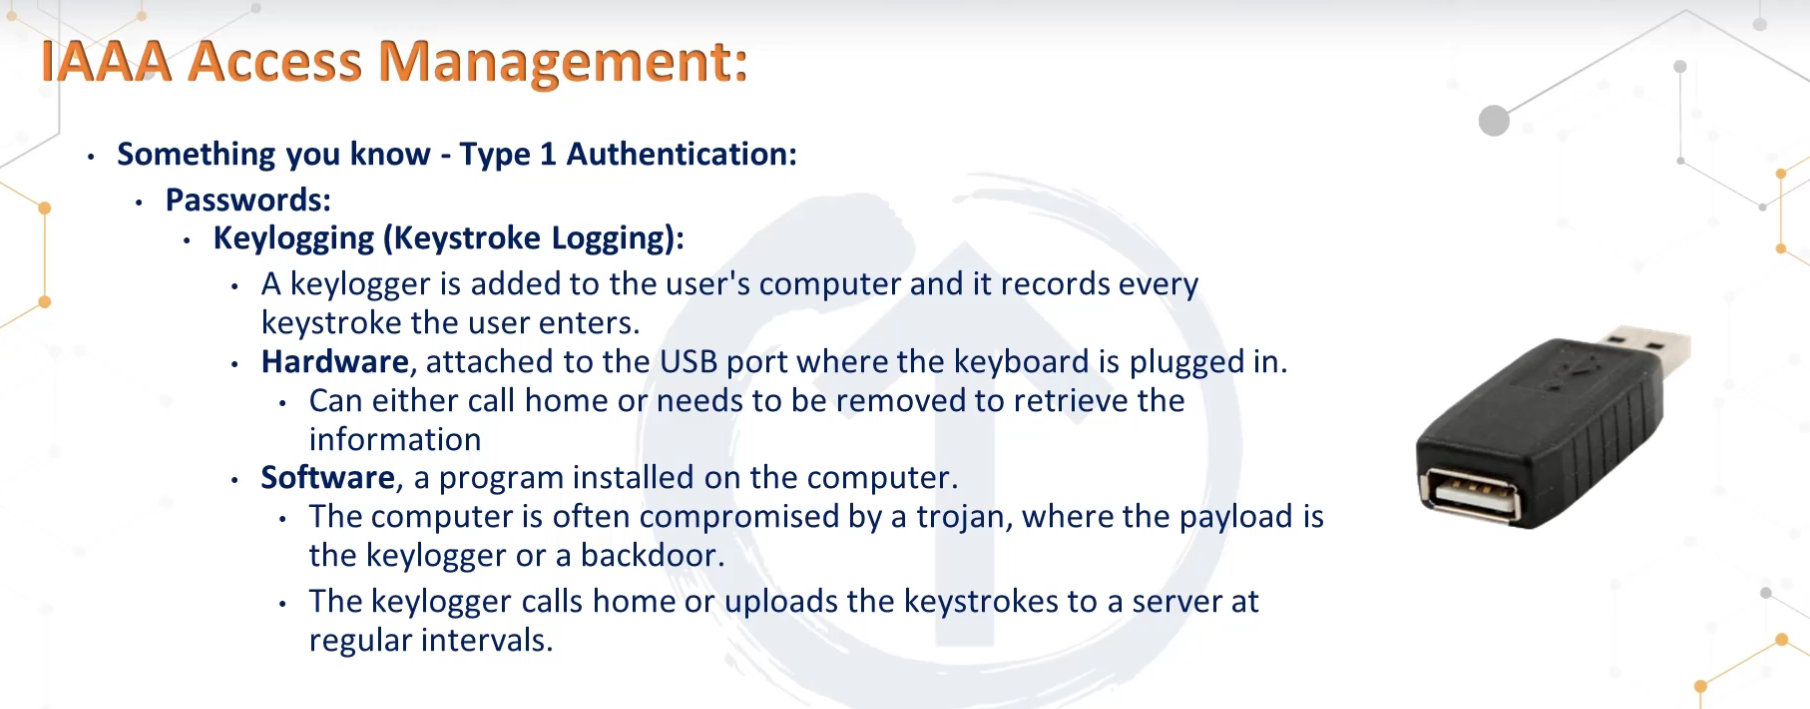 IAAA Access Management:
• Something you know - Type 1 Authentication:
• Passwords:
• Keylogging (Keystroke Logging):
• A keylogger is added to the user's computer and it records every
keystroke the user enters.
• Hardware, attached to the USB port where the keyboard is plugged in.
• Can either call home or needs to be removed to retrieve the
information
• Software, a program installed on the computer.
• The computer is often compromised by a trojan, where the payload is
the keylogger or a backdoor.
• The keylogger calls home or uploads the keystrokes to a server at
regular intervals.